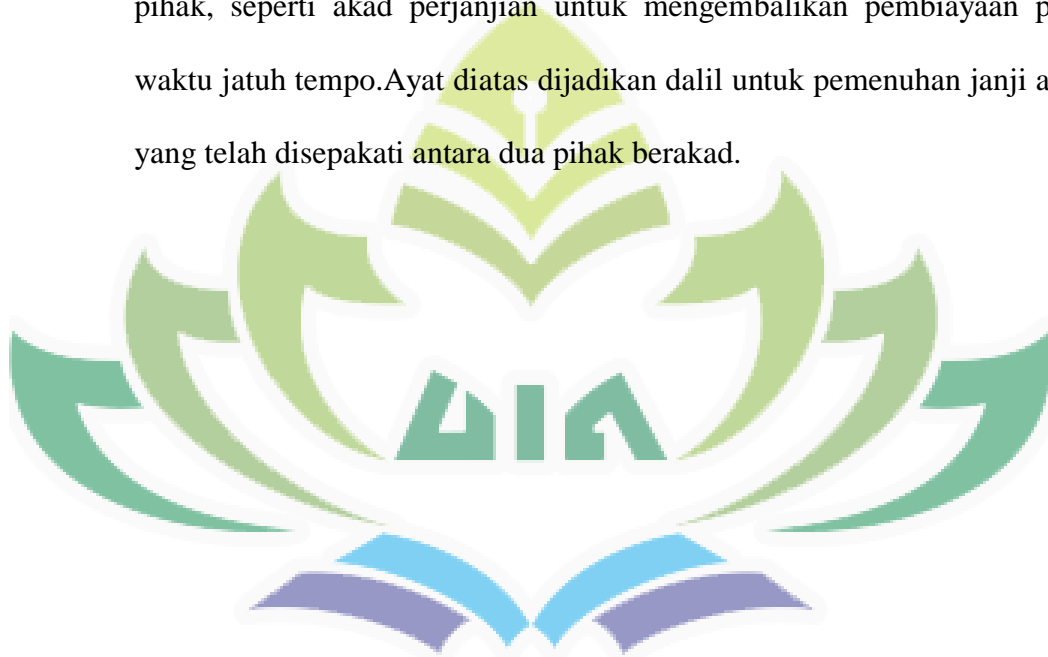 pihak, seperti akad perjanjian untuk mengembalikan pembiayaan p
waktu jatuh tempo.Ayat diatas dijadikan dalil untuk pemenuhan janji a
yang telah disepakati antara dua pihak berakad.